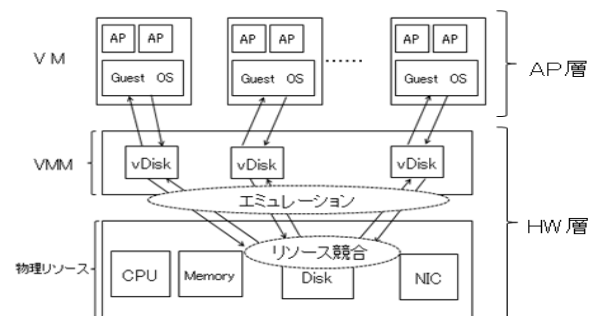 VM
AP AP
Guest OS
AP AP
Guest OS
......
AP AP
Guest OS
AP層
VMM
vDisk
vDisk
vDisk
エミュレーション
HW層
物理リソース
リソース競合
CPU
Memory
Disk
NIC